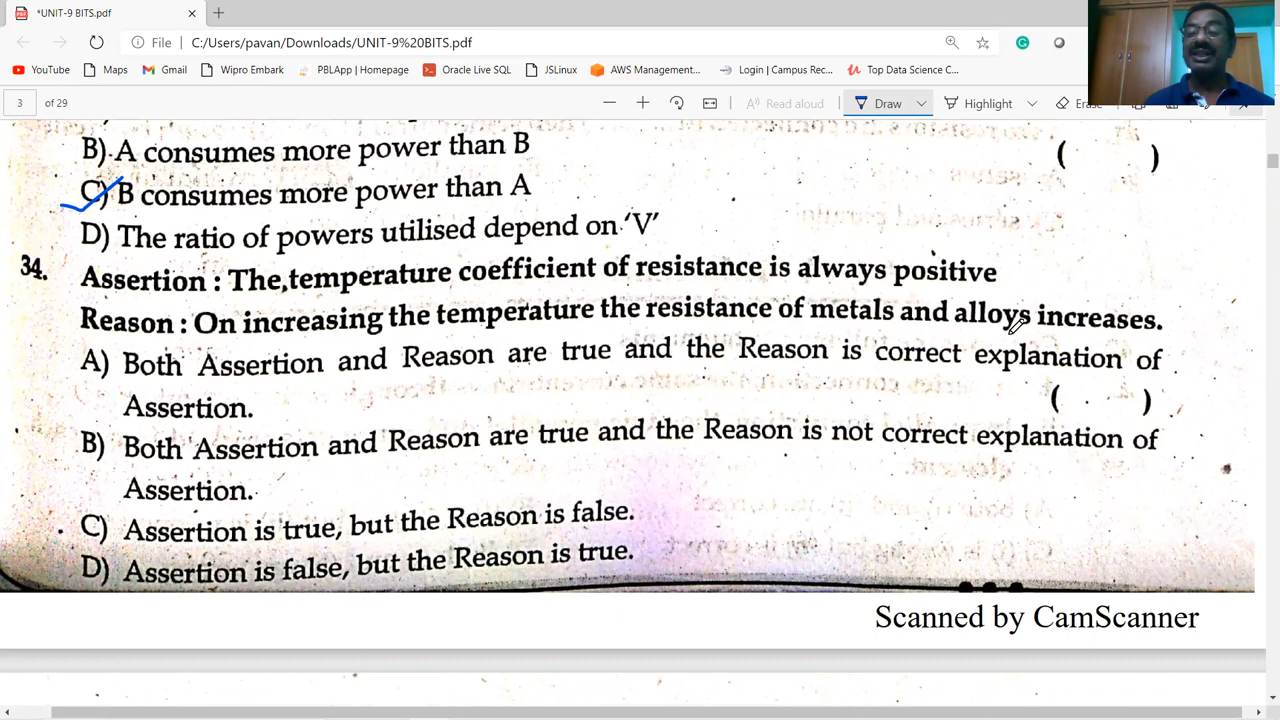 *UNIT-9 BITS.pdf
File C:/Users/pavan/Downloads/UNIT-9%20BITS.pdf
YouTube Maps Gmail Wipro Embark PBLApp | Homepage Oracle Live SQL JSLinux AWS Management... Login | Campus Rec... Top Data Science C...
3 of 29 Read aloud Draw Highlight Erase
B) A consumes more power than B ( )
C) B consumes more power than A
D) The ratio of powers utilised depend on 'V'
34. Assertion : The temperature coefficient of resistance is always positive
Reason : On increasing the temperature the resistance of metals and alloys increases.
A) Both Assertion and Reason are true and the Reason is correct explanation of
Assertion. ( )
B) Both Assertion and Reason are true and the Reason is not correct explanation of
Assertion.
C) Assertion is true, but the Reason is false.
D) Assertion is false, but the Reason is true.
Scanned by CamScanner